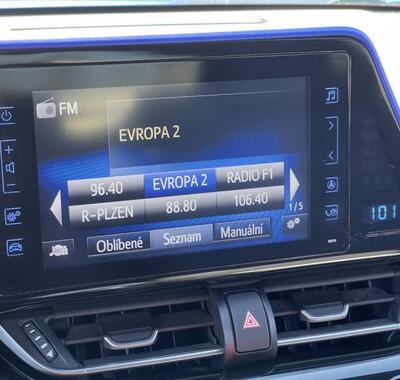 FM
EVROPA 2
96.40 EVROPA 2 RADIO F1
R-PLZEN 88.80 106.40
1/5
Oblíbené Seznam Manuální
101